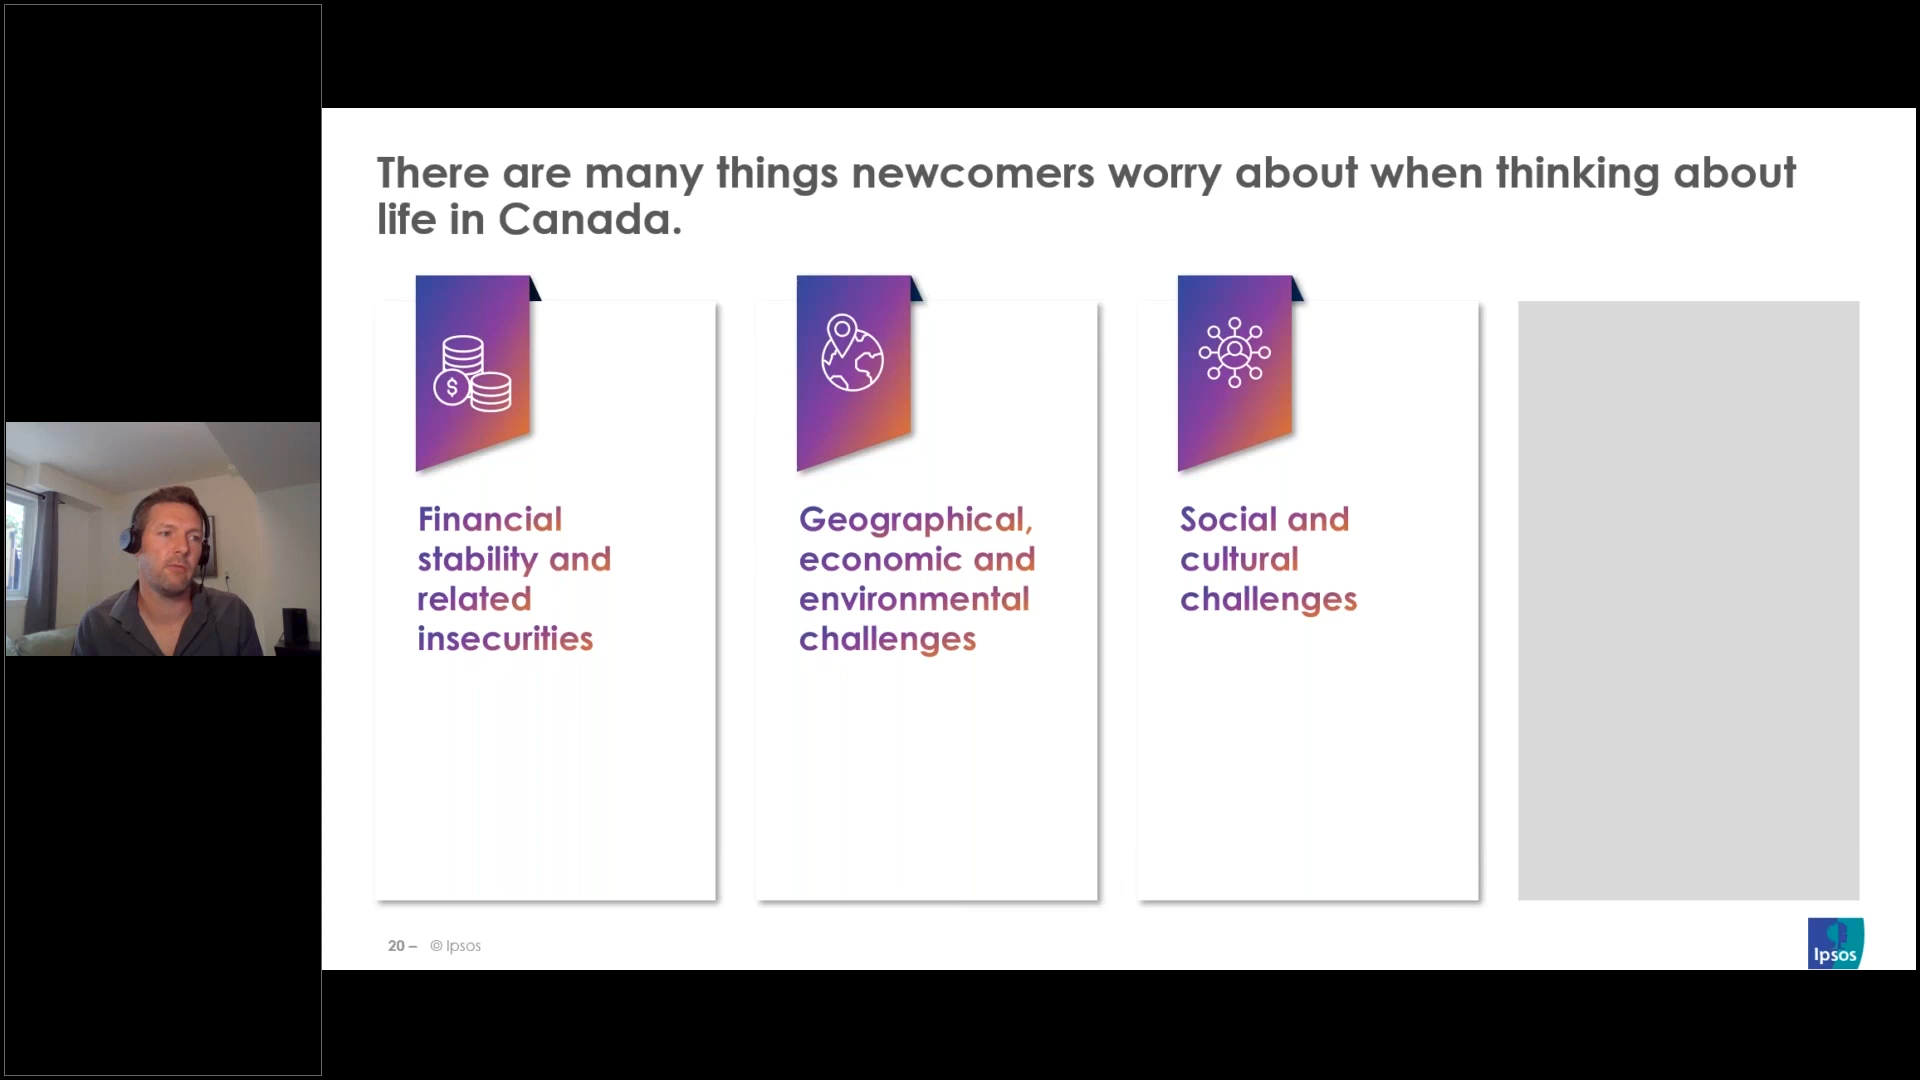 There are many things newcomers worry about when thinking about
life in Canada.
$
Financial
stability and
related
insecurities
Geographical,
economic and
environmental
challenges
Social and
cultural
challenges
20 – © Ipsos
Ipsos